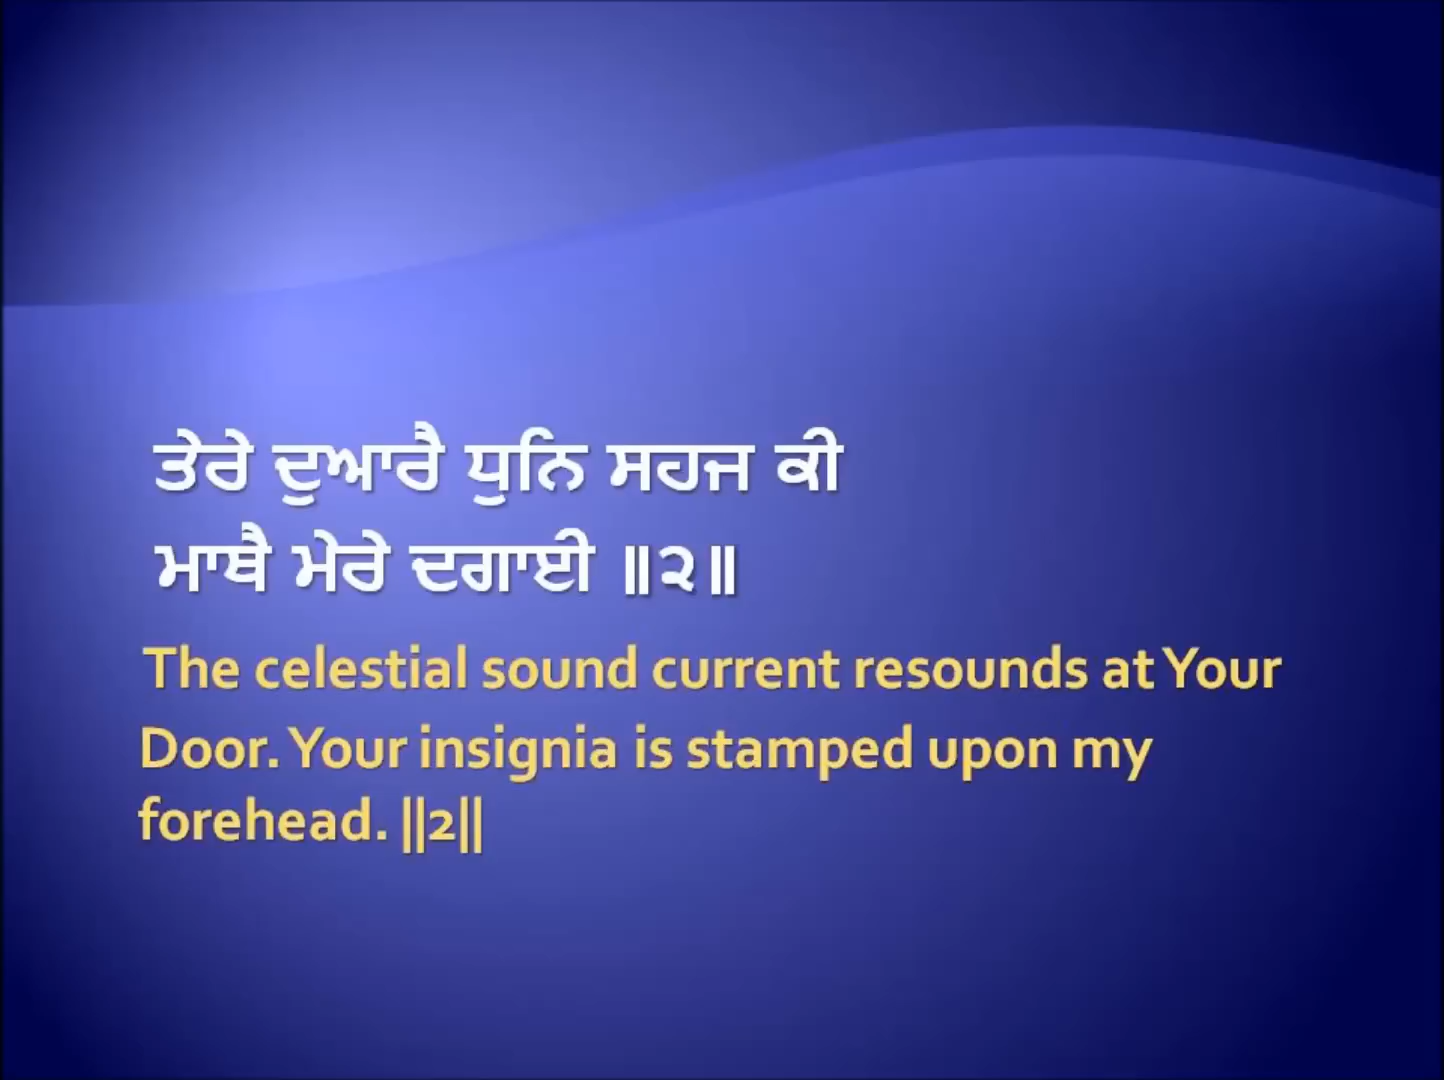 ਤੇਰੇ ਦੁਆਰੈ ਧੁਨਿ ਸਹਜ ਕੀ
ਮਾਥੈ ਮੇਰੇ ਦਗਾਈ ॥੨॥
The celestial sound current resounds at Your
Door. Your insignia is stamped upon my
forehead. ||2||